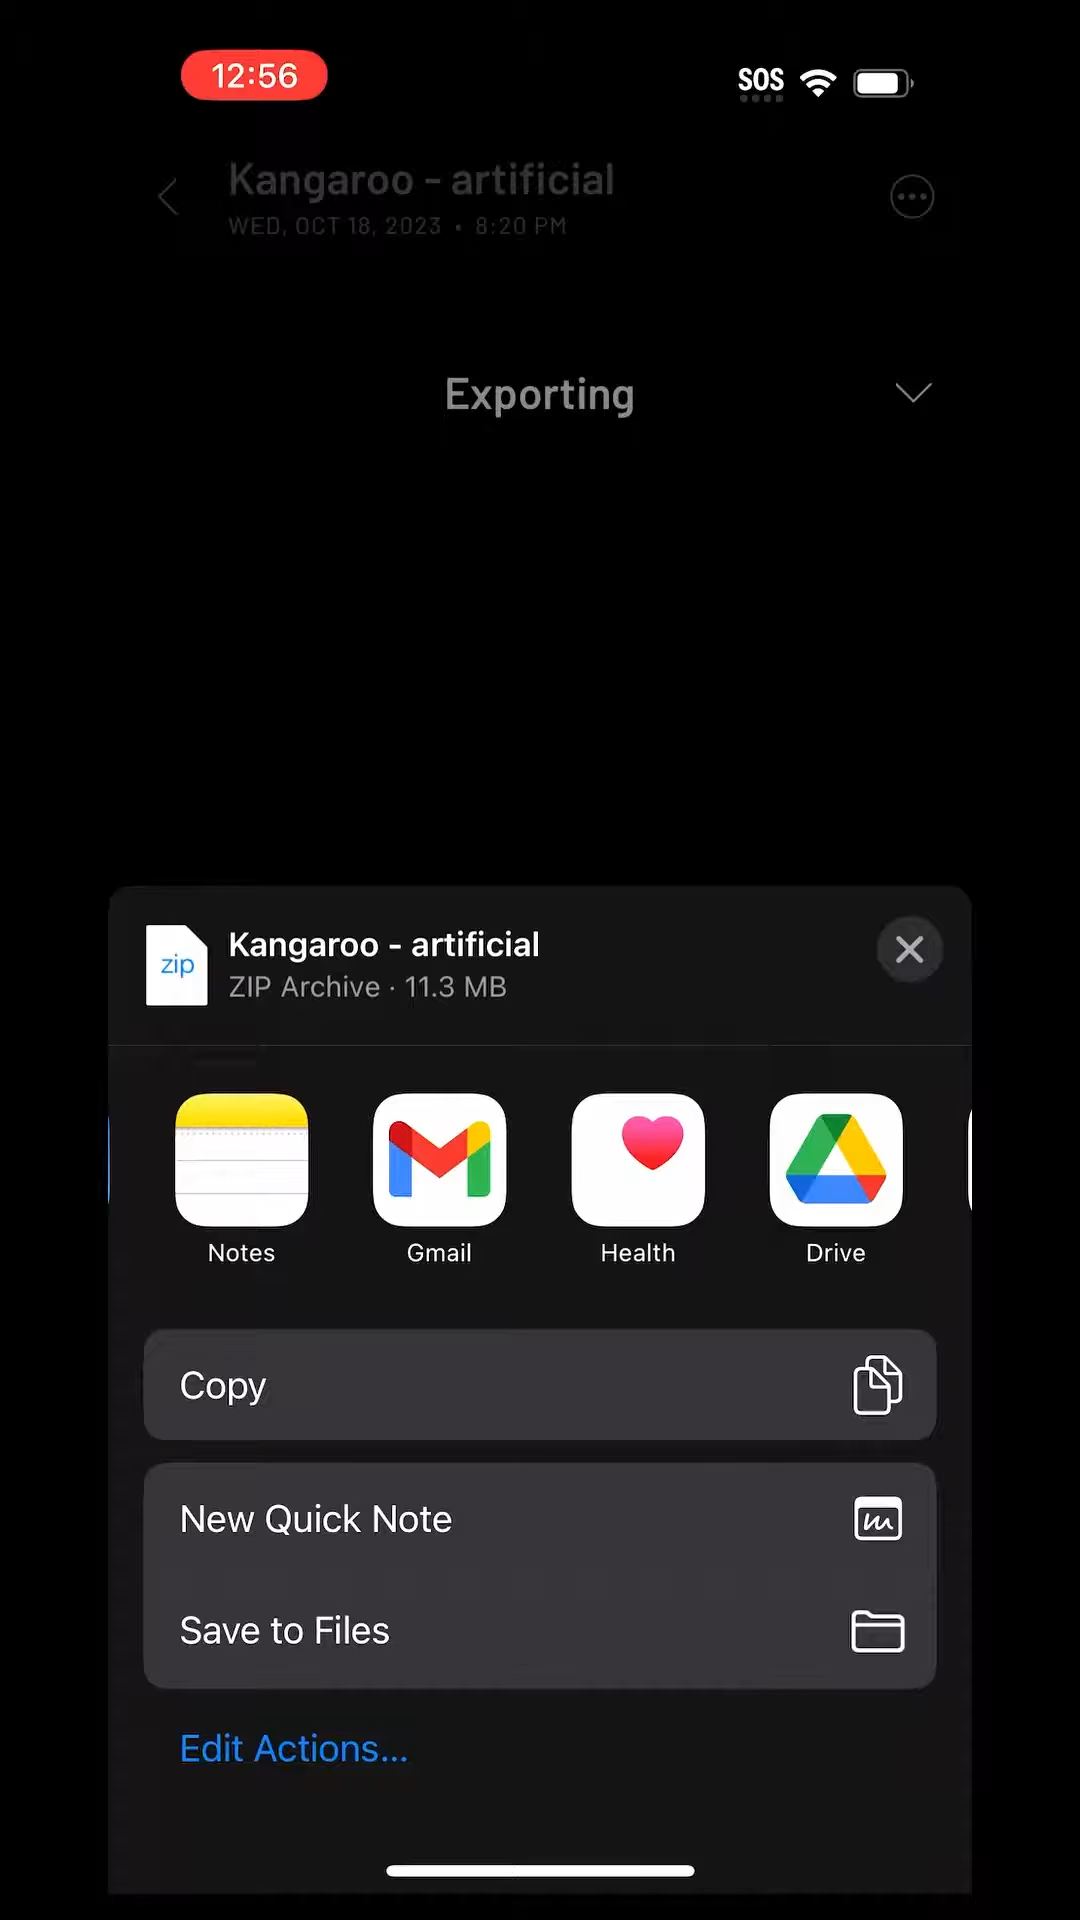 12:56
SOS
Kangaroo - artificial
WED, OCT 18, 2023 • 8:20 PM
Exporting
zip
Kangaroo - artificial
ZIP Archive · 11.3 MB
Notes
Gmail
Health
Drive
Copy
New Quick Note
Save to Files
Edit Actions...